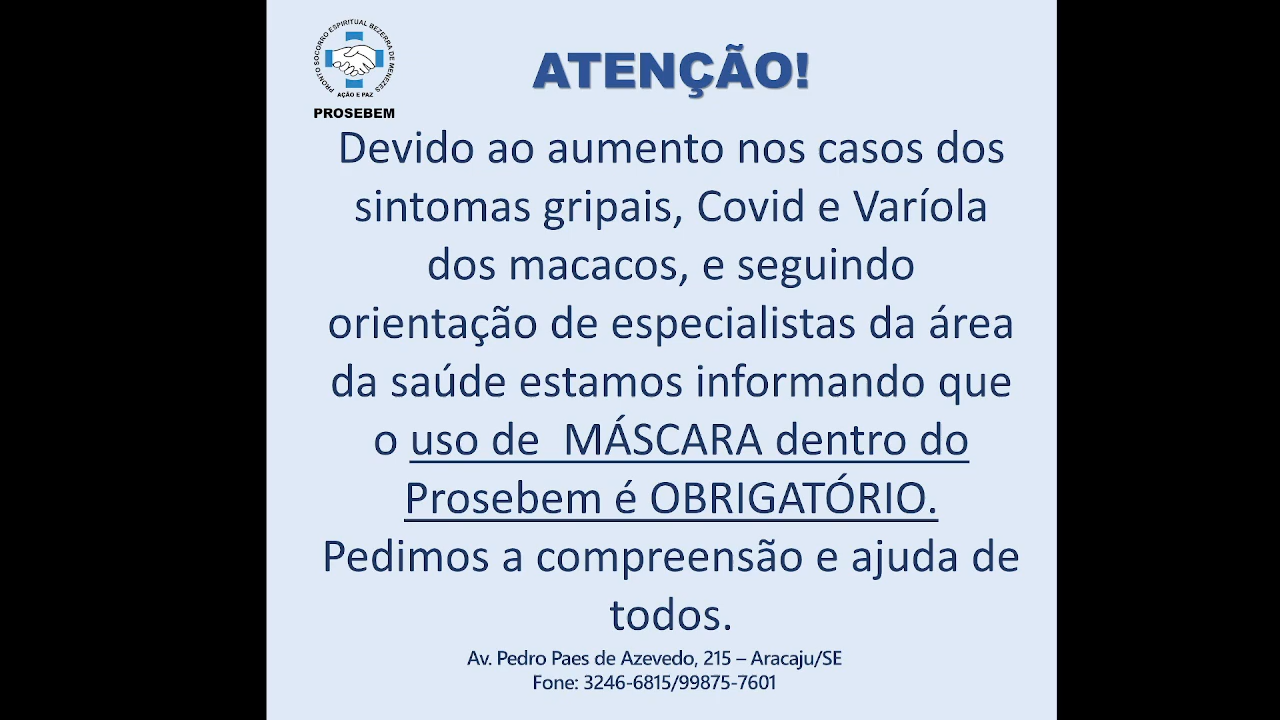 PRONTO SOCORRO ESPIRITUAL BEZERRA DE MENEZES
AÇÃO E PAZ
PROSEBEM
ATENÇÃO!
Devido ao aumento nos casos dos
sintomas gripais, Covid e Varíola
dos macacos, e seguindo
orientação de especialistas da área
da saúde estamos informando que
o uso de  MÁSCARA dentro do
Prosebem é OBRIGATÓRIO.
Pedimos a compreensão e ajuda de
todos.
Av. Pedro Paes de Azevedo, 215 – Aracaju/SE
Fone: 3246-6815/99875-7601